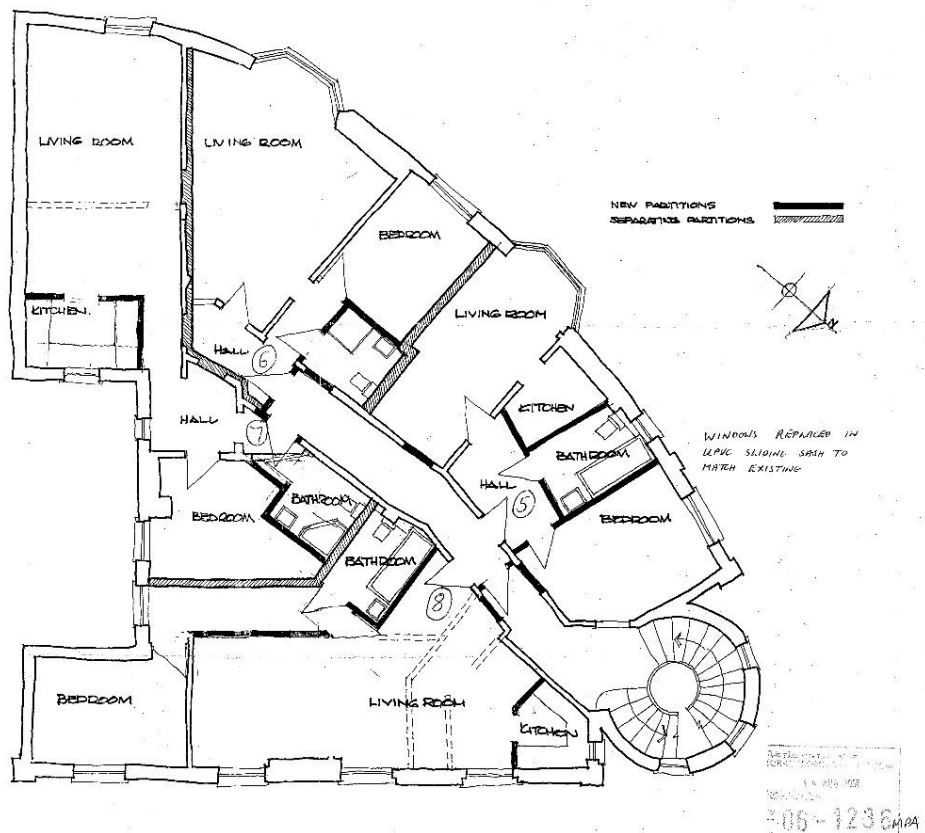 LIVING ROOM
LIVING ROOM
NEW PARTITIONS
SEPARATING PARTITIONS
BEDROOM
KITCHEN.
LIVING ROOM
HALL
6
HALL
7
KITCHEN
WINDOWS REPLACED IN
UPVC SLIDING SASH TO
MATCH EXISTING
BATHROOM
HALL
5
BATHROOM
BEDROOM
BEDROOM
BATHROOM
8
BEDROOM
LIVING ROOM
KITCHEN
06-1236 MPA